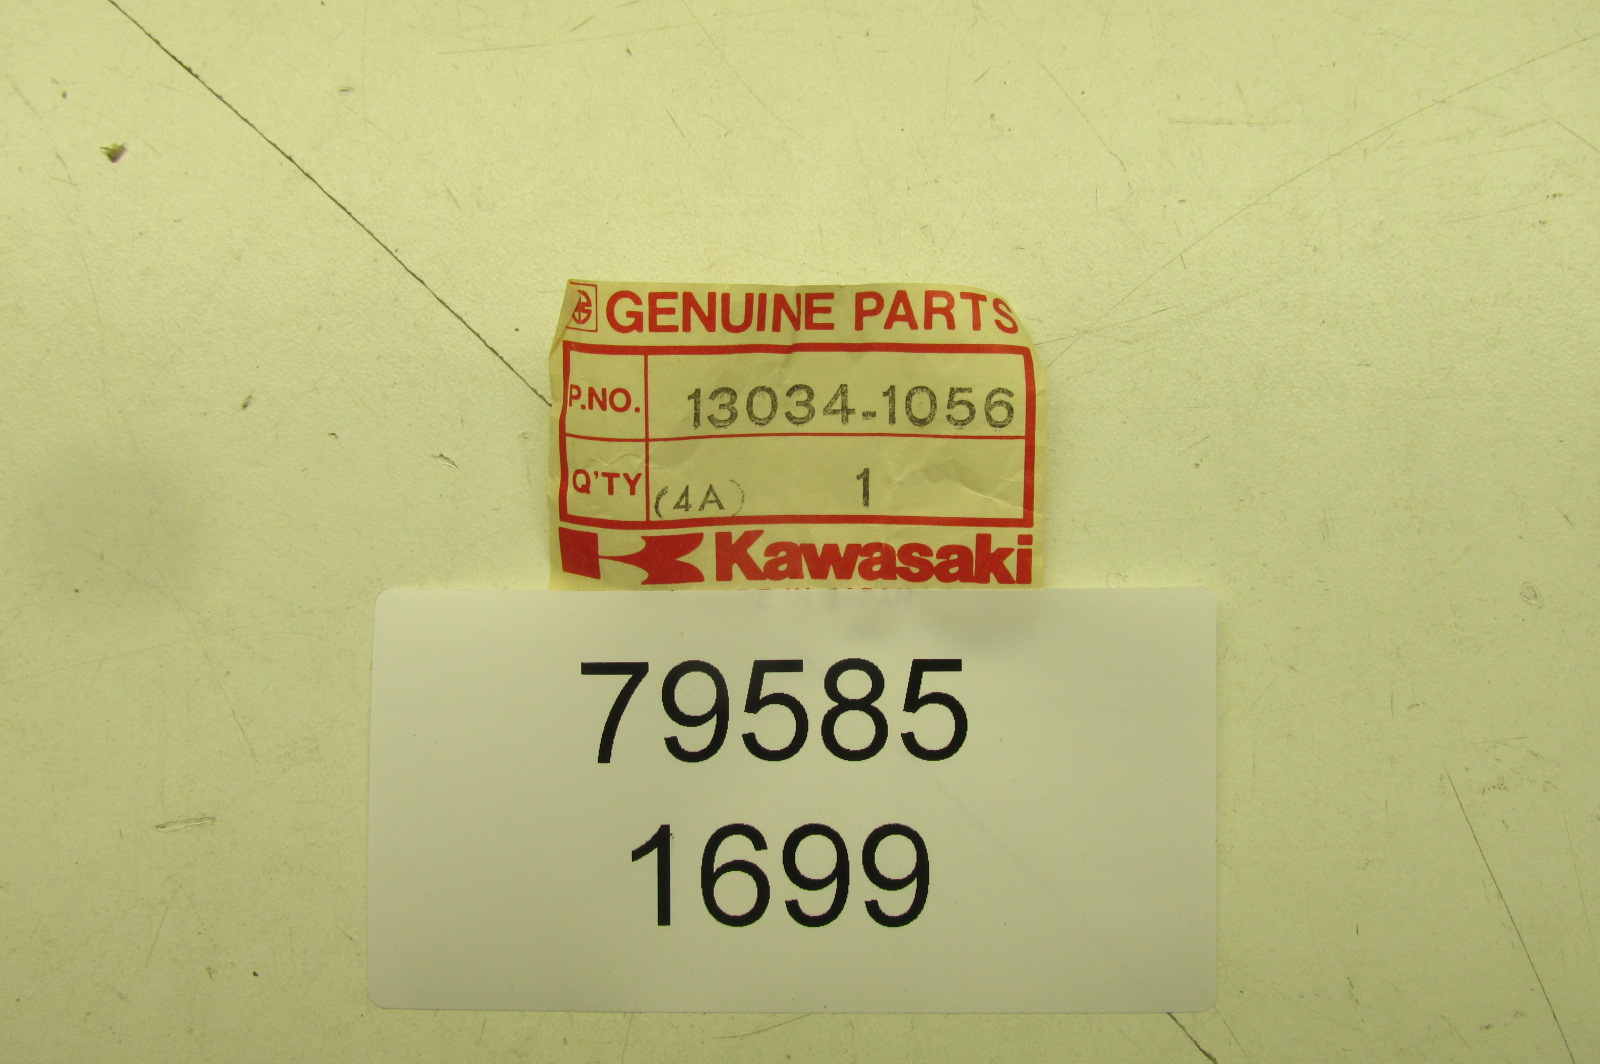 GENUINE PARTS
P.NO. 13034-1056
Q'TY (4A) 1
Kawasaki
79585
1699